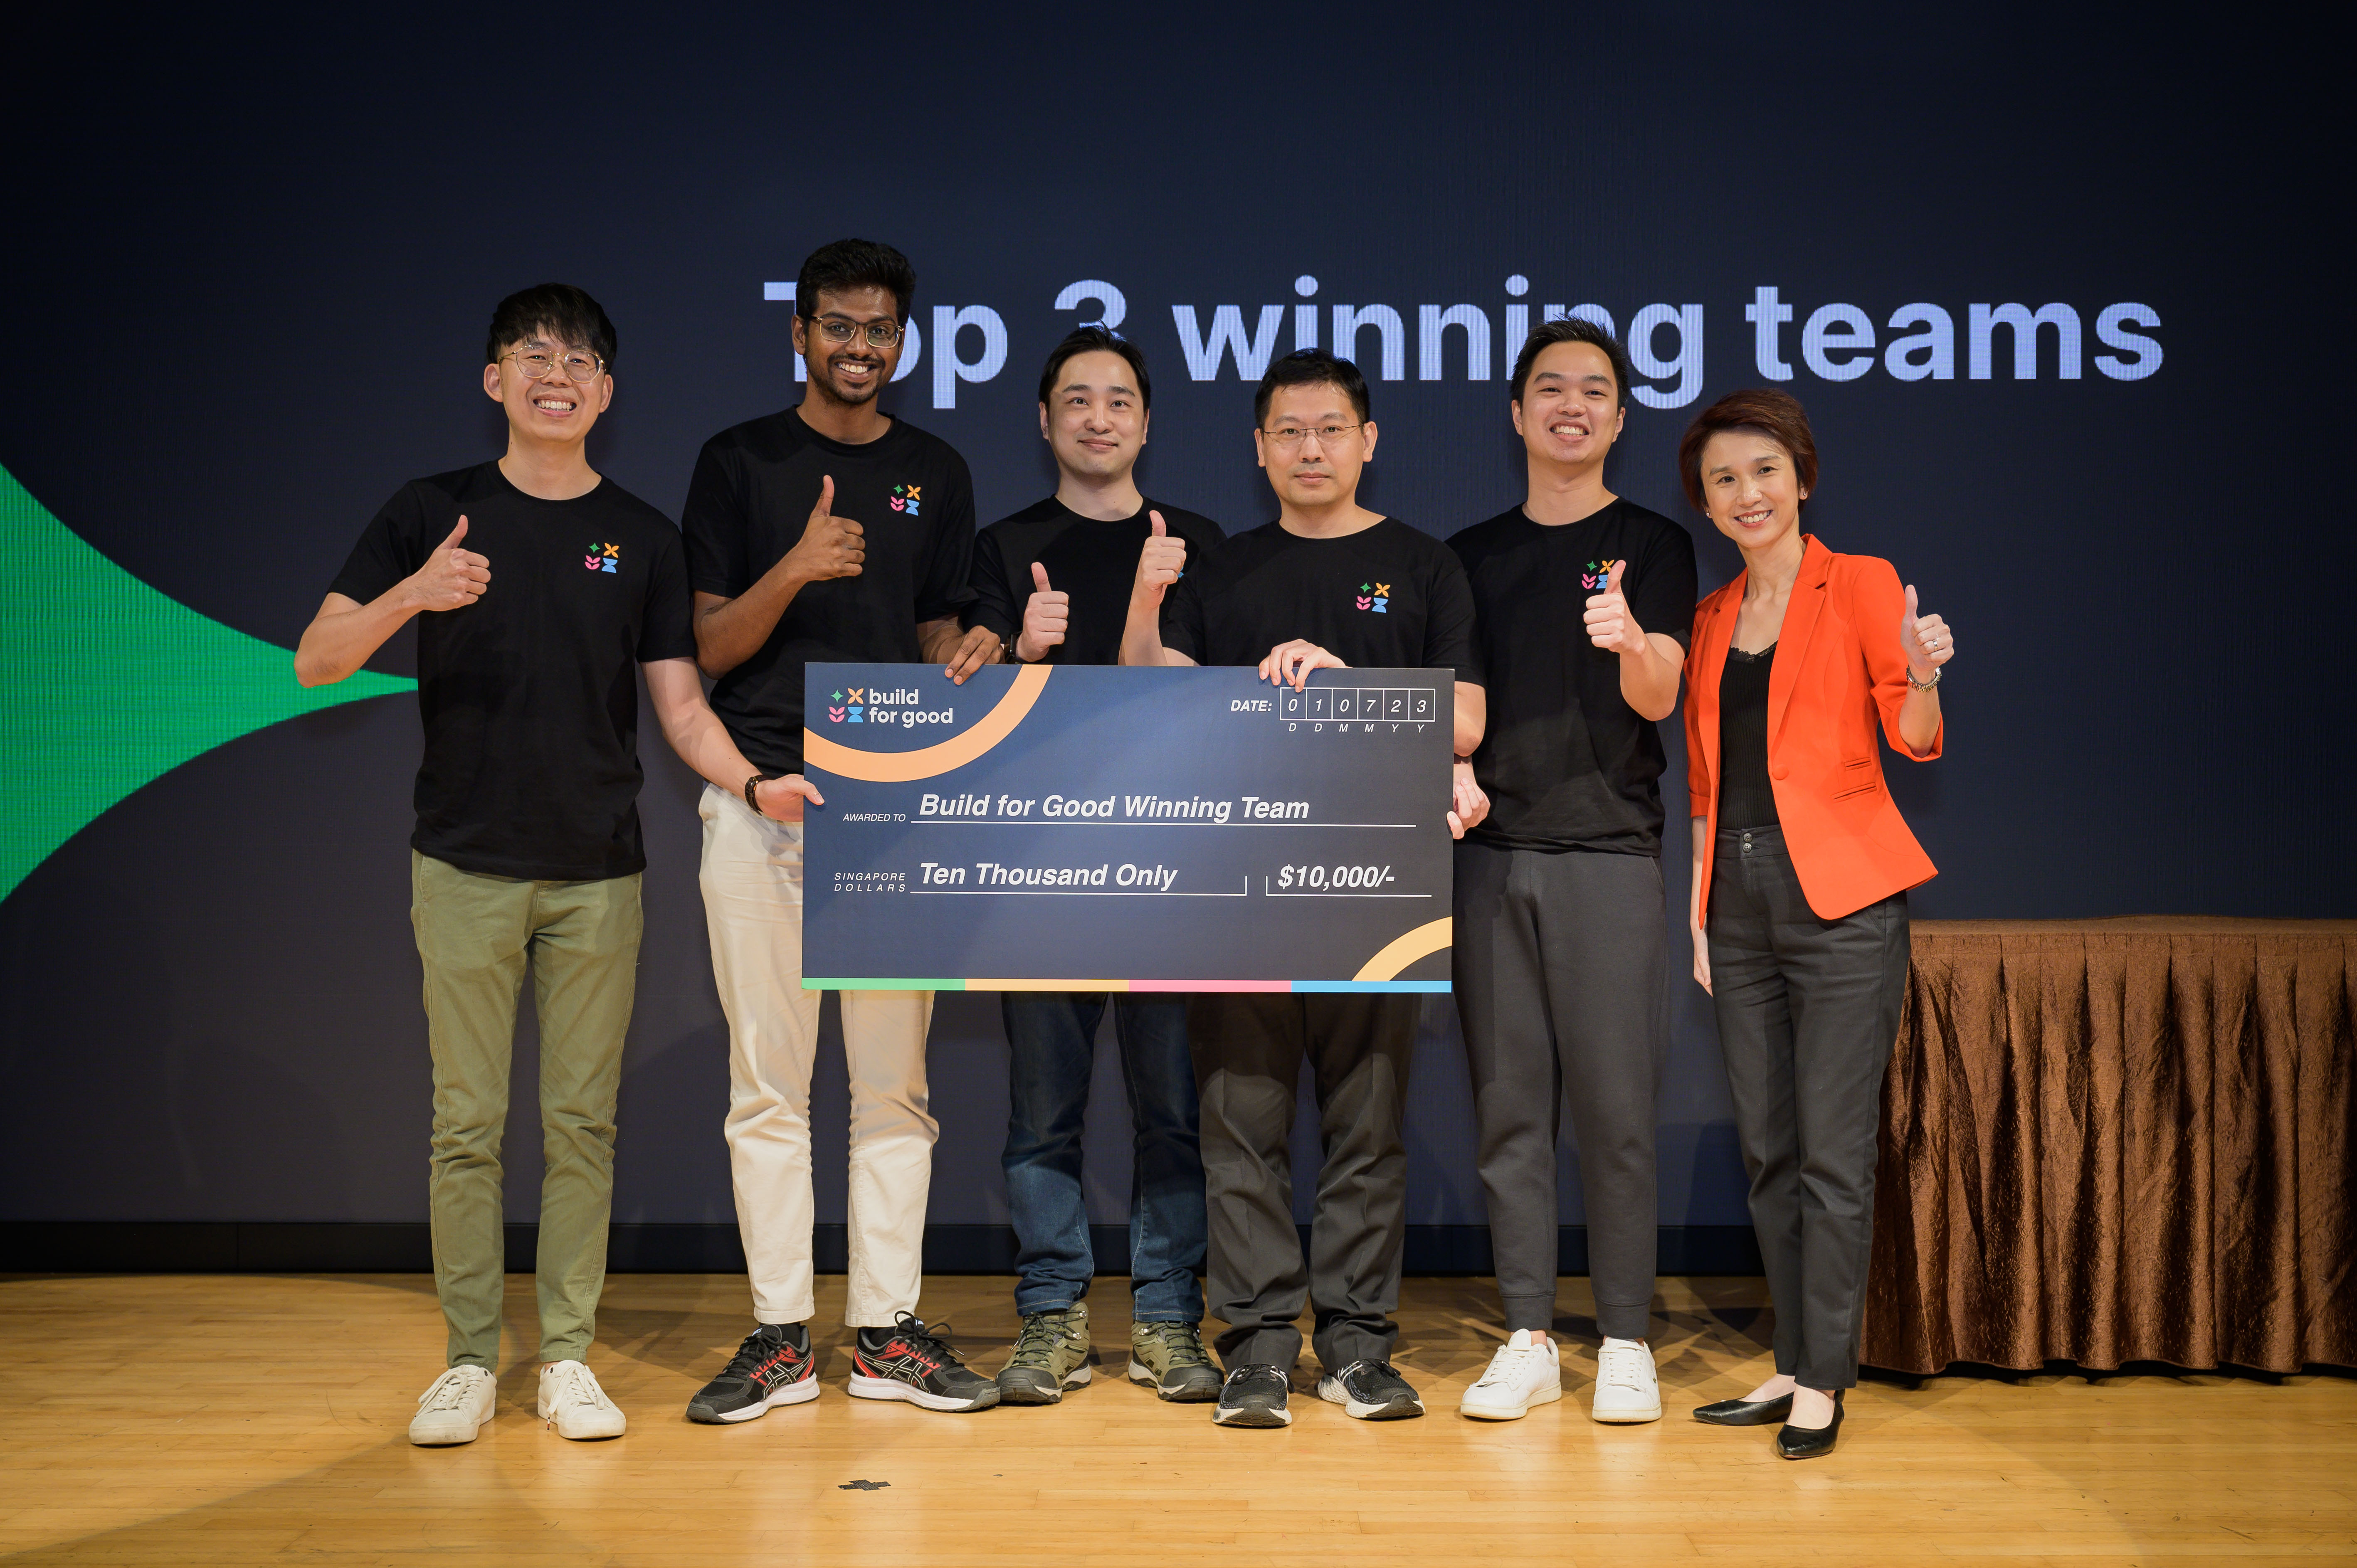 Top 3 winning teams
build
for good
DATE: 0 1 0 7 2 3
D D M M Y Y
AWARDED TO Build for Good Winning Team
SINGAPORE
DOLLARS
Ten Thousand Only
$10,000/-